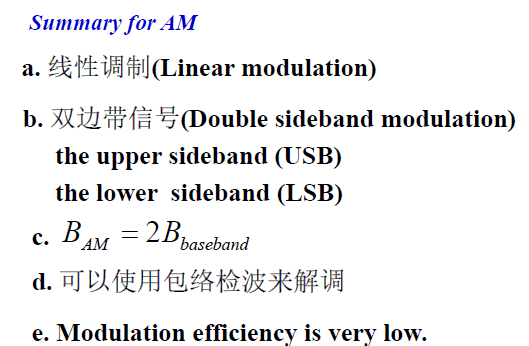 Summary for AM
a. 线性调制(Linear modulation)
b. 双边带信号(Double sideband modulation)
the upper sideband (USB)
the lower sideband (LSB)
c. B_{AM} = 2B_{baseband}
d. 可以使用包络检波来解调
e. Modulation efficiency is very low.